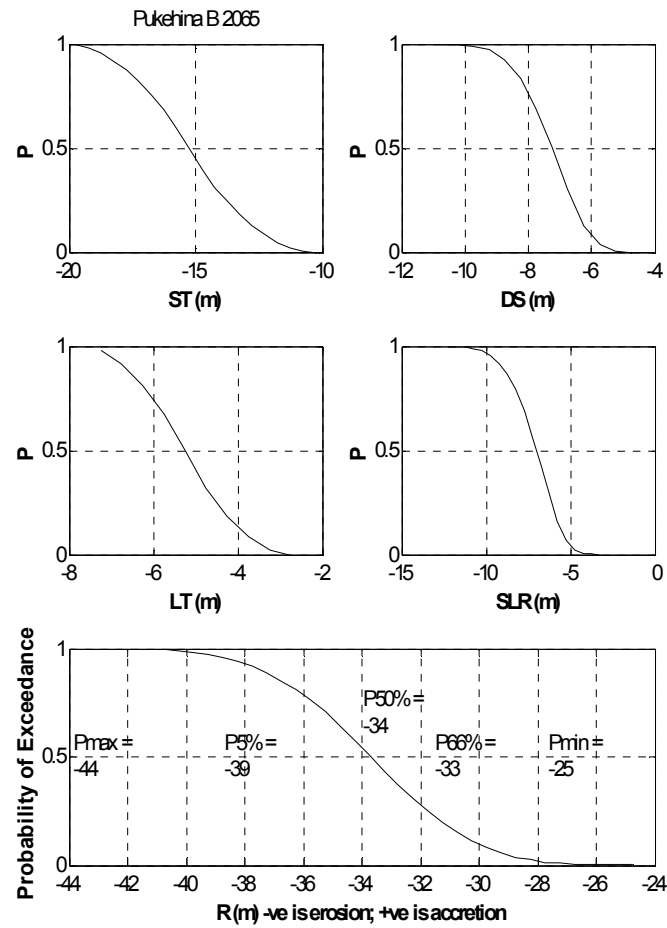 Pukehina B 2065
1
0.5
0
P
-20
-15
-10
ST (m)
1
0.5
0
P
-12
-10
-8
-6
-4
DS (m)
1
0.5
0
P
-8
-6
-4
-2
LT (m)
1
0.5
0
P
-15
-10
-5
0
SLR (m)
Probability of Exceedance
1
0.5
0
Pmax =
-44
P5% =
-39
P50% =
-34
P66% =
-33
Pmin =
-25
-44
-42
-40
-38
-36
-34
-32
-30
-28
-26
-24
R (m) -ve is erosion; +ve is accretion